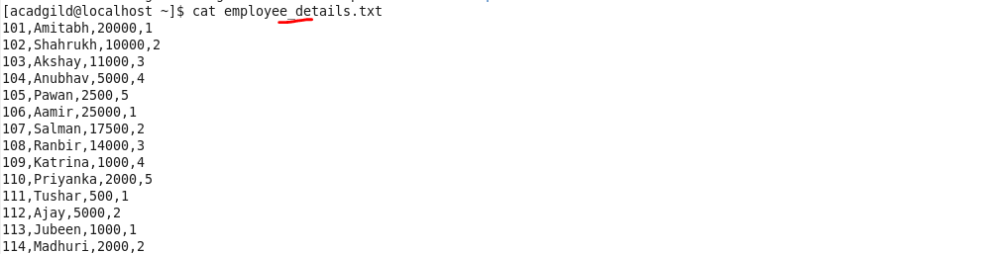 [acadgild@localhost ~]$ cat employee_details.txt
101,Amitabh,20000,1
102,Shahrukh,10000,2
103,Akshay,11000,3
104,Anubhav,5000,4
105,Pawan,2500,5
106,Aamir,25000,1
107,Salman,17500,2
108,Ranbir,14000,3
109,Katrina,1000,4
110,Priyanka,2000,5
111,Tushar,500,1
112,Ajay,5000,2
113,Jubeen,1000,1
114,Madhuri,2000,2